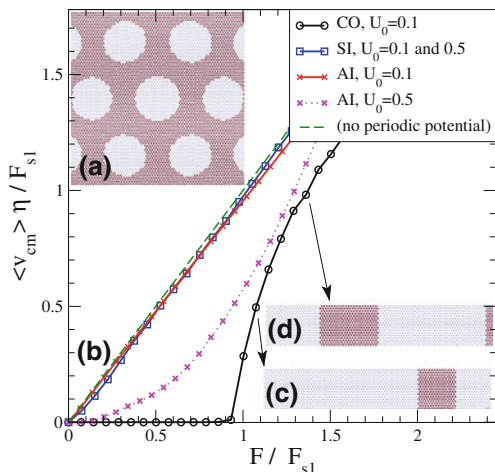 CO, U₀=0.1
SI, U₀=0.1 and 0.5
AI, U₀=0.1
AI, U₀=0.5
(no periodic potential)
(a)
(b)
(d)
(c)
<v_cm> η / F_s1
1.5
1
0.5
0
0 0.5 1 1.5 2
F / F_s1